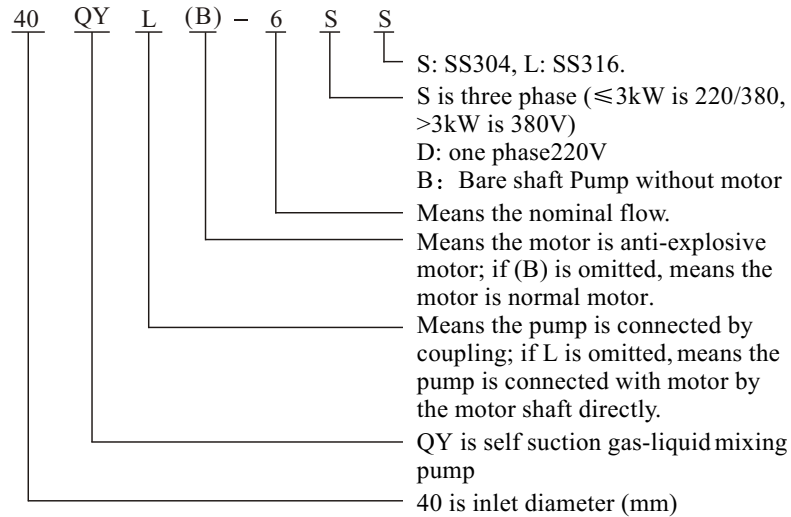 40 QY L (B) – 6 S S
S: SS304, L: SS316.
S is three phase (≤3kW is 220/380,
>3kW is 380V)
D: one phase220V
B：Bare shaft Pump without motor
Means the nominal flow.
Means the motor is anti-explosive
motor; if (B) is omitted, means the
motor is normal motor.
Means the pump is connected by
coupling; if L is omitted, means the
pump is connected with motor by
the motor shaft directly.
QY is self suction gas-liquid mixing
pump
40 is inlet diameter (mm)